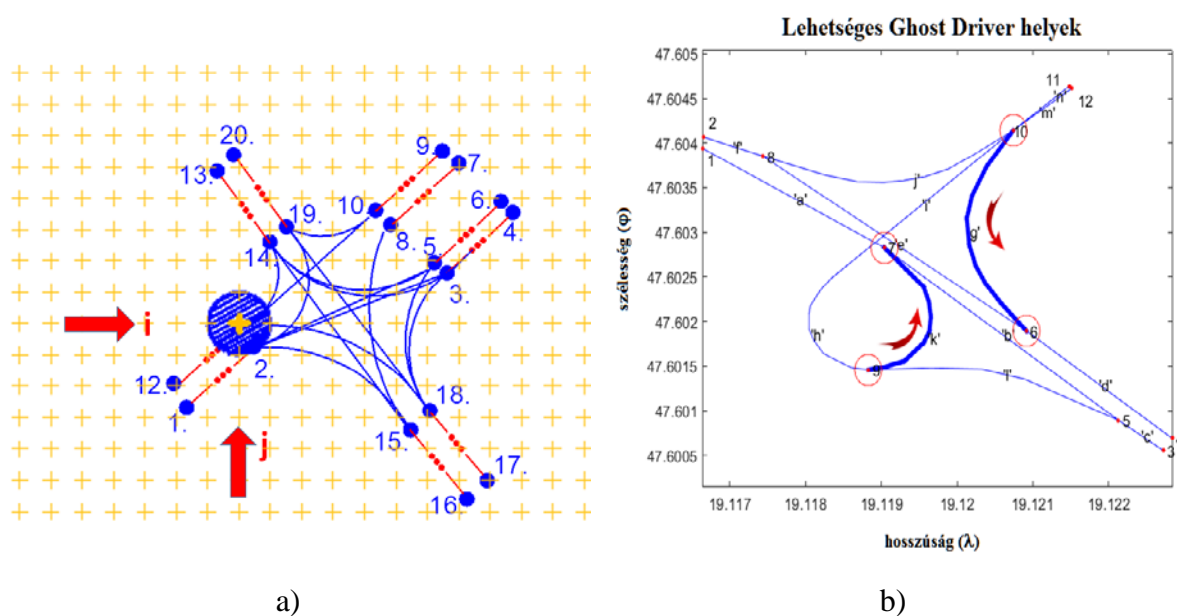 20.
13.
9.
7.
6.
10.
4.
19.
8.
14.
5.
3.
i
2.
12.
1.
18.
j
15.
17.
16.
a)
Lehetséges Ghost Driver helyek
szélesség (φ)
47.605
47.6045
47.604
47.6035
47.603
47.6025
47.602
47.6015
47.601
47.6005
11
12
'n'
'm'
10
2
'f'
8
1
j'
'a'
'i'
g'
7
'e'
6
'h'
'b'
k'
9
'l'
'd'
5
'c'
3
19.117 19.118 19.119 19.12 19.121 19.122
hosszúság (λ)
b)